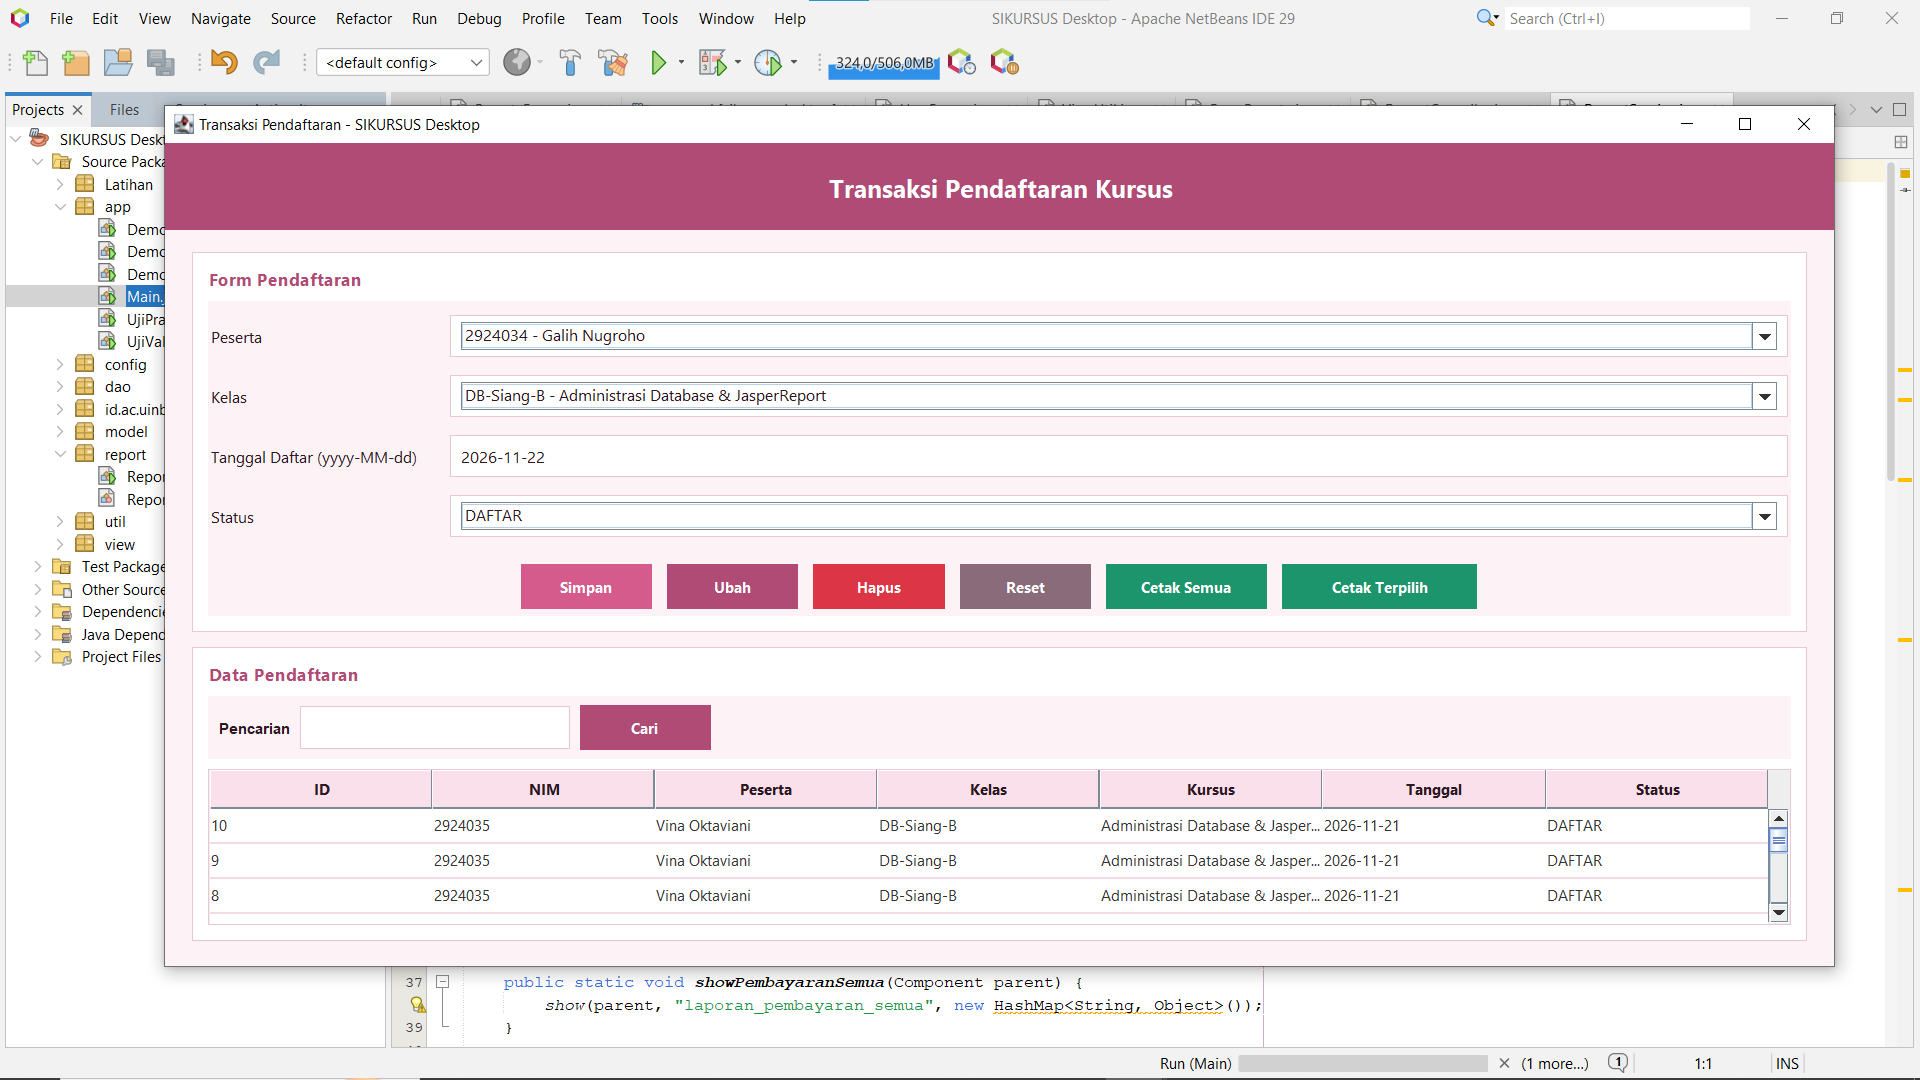 File Edit View Navigate Source Refactor Run Debug Profile Team Tools Window Help
SIKURSUS Desktop - Apache NetBeans IDE 29
Search (Ctrl+I)
<default config>
324,0/506,0MB
Projects
Files
SIKURSUS Deskt
Source Packa
Latihan
app
Demo
Demo
Demo
Main.
UjiPra
UjiVal
config
dao
id.ac.uinb
model
report
Repor
Repor
util
view
Test Package
Other Source
Dependencie
Java Depend
Project Files
Transaksi Pendaftaran - SIKURSUS Desktop
Transaksi Pendaftaran Kursus
Form Pendaftaran
Peserta
2924034 - Galih Nugroho
Kelas
DB-Siang-B - Administrasi Database & JasperReport
Tanggal Daftar (yyyy-MM-dd)
2026-11-22
Status
DAFTAR
Simpan Ubah Hapus Reset Cetak Semua Cetak Terpilih
Data Pendaftaran
Pencarian
Cari
ID NIM Peserta Kelas Kursus Tanggal Status
10 2924035 Vina Oktaviani DB-Siang-B Administrasi Database & Jasper... 2026-11-21 DAFTAR
9 2924035 Vina Oktaviani DB-Siang-B Administrasi Database & Jasper... 2026-11-21 DAFTAR
8 2924035 Vina Oktaviani DB-Siang-B Administrasi Database & Jasper... 2026-11-21 DAFTAR
37 public static void showPembayaranSemua(Component parent) {
show(parent, "laporan_pembayaran_semua", new HashMap<String, Object>());
39 }
Run (Main)
(1 more...)
1
1:1
INS